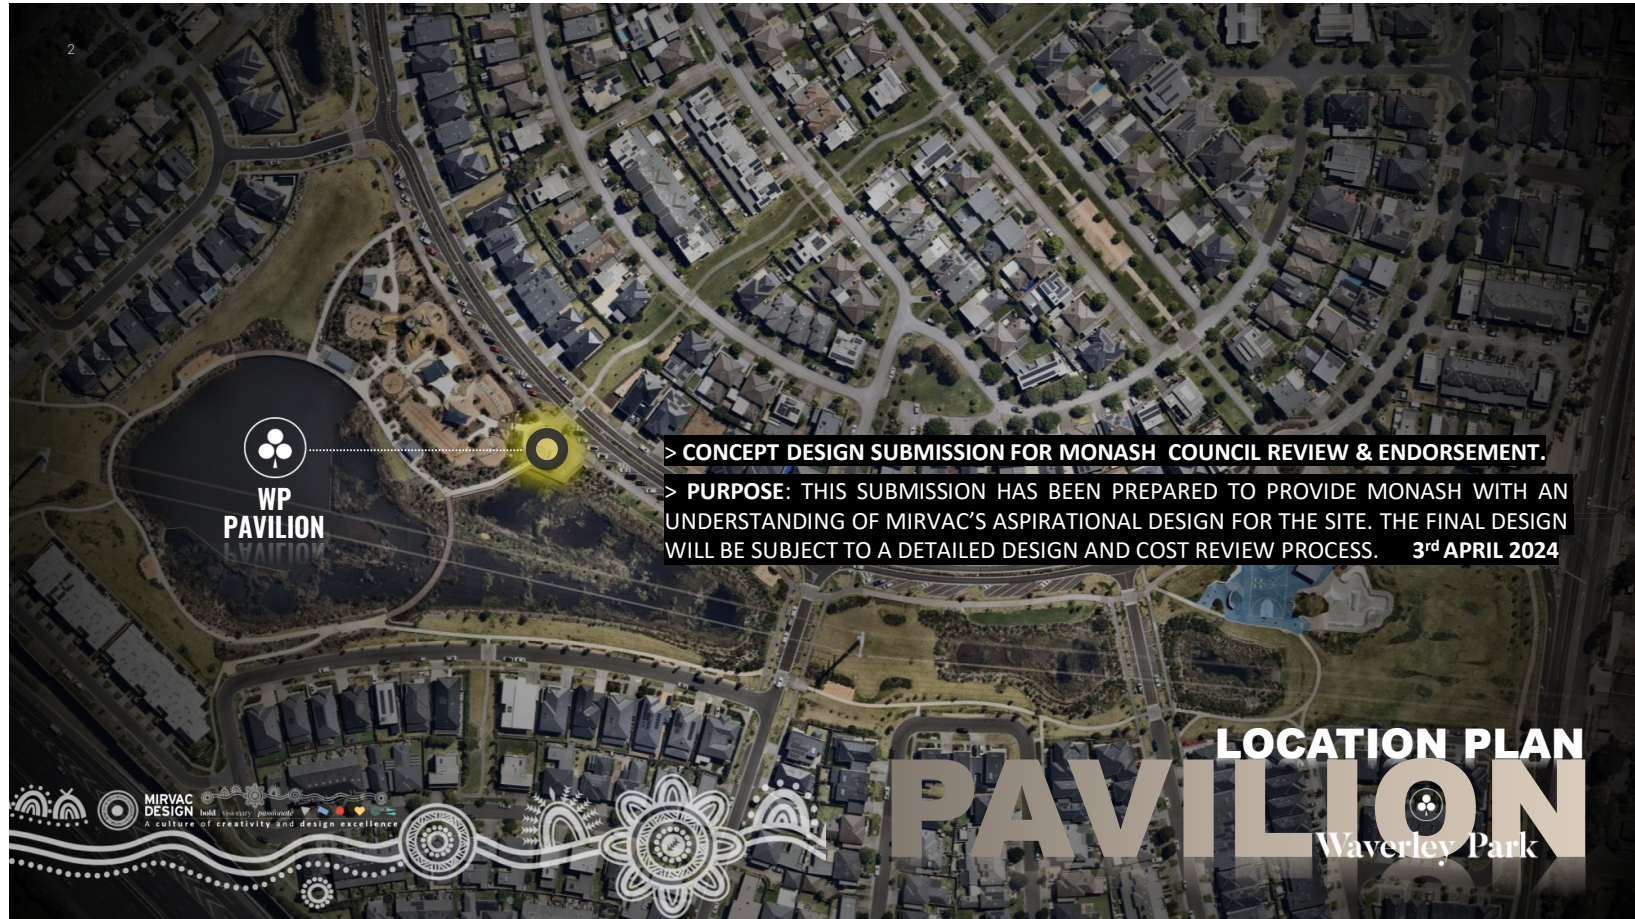 2
> CONCEPT DESIGN SUBMISSION FOR MONASH COUNCIL REVIEW & ENDORSEMENT.
> PURPOSE: THIS SUBMISSION HAS BEEN PREPARED TO PROVIDE MONASH WITH AN
UNDERSTANDING OF MIRVAC’S ASPIRATIONAL DESIGN FOR THE SITE. THE FINAL DESIGN
WILL BE SUBJECT TO A DETAILED DESIGN AND COST REVIEW PROCESS. 3rd APRIL 2024
WP
PAVILION
LOCATION PLAN
PAVILION
Waverley Park
MIRVAC
DESIGN bold visionary passionate
A culture of creativity and design excellence